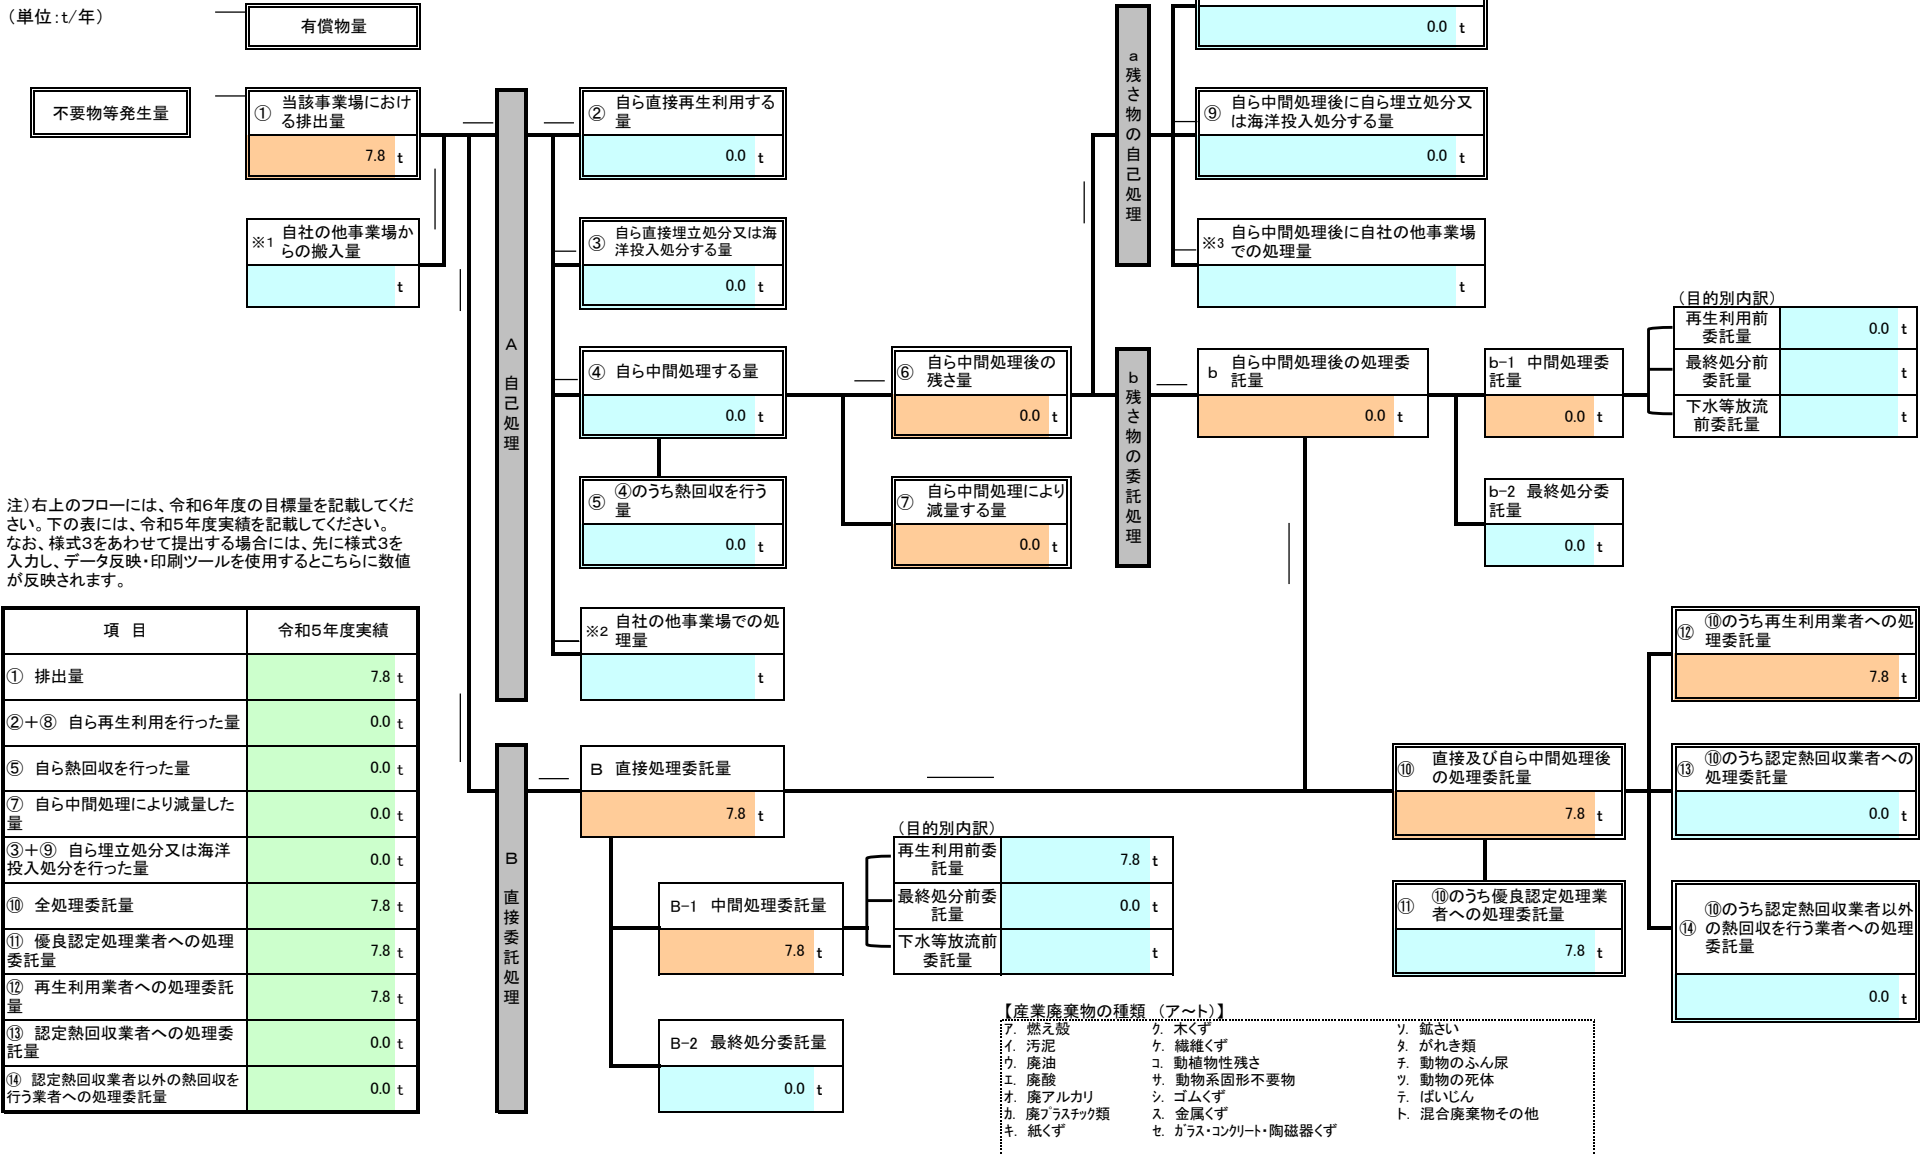 （単位：t/年）
有償物量
不要物等発生量
① 当該事業場におけ
る排出量
7.8 t
※1 自社の他事業場か
らの搬入量
t
A 自己処理
② 自ら直接再生利用する
量
0.0 t
③ 自ら直接埋立処分又は海
洋投入処分する量
0.0 t
④ 自ら中間処理する量
0.0 t
⑤ ④のうち熱回収を行う
量
0.0 t
※2 自社の他事業場での処
理量
t
⑥ 自ら中間処理後の
残さ量
0.0 t
⑦ 自ら中間処理により
減量する量
0.0 t
a 残さ物の自己処理
0.0 t
⑨ 自ら中間処理後に自ら埋立処分又
は海洋投入処分する量
0.0 t
※3 自ら中間処理後に自社の他事業場
での処理量
t
b 残さ物の委託処理
b 自ら中間処理後の処理委
託量
0.0 t
b-1 中間処理委
託量
0.0 t
b-2 最終処分委
託量
0.0 t
（目的別内訳）
再生利用前
委託量
0.0 t
最終処分前
委託量
t
下水等放流
前委託量
t
注）右上のフローには、令和6年度の目標量を記載してくだ
さい。下の表には、令和5年度実績を記載してください。
なお、様式3をあわせて提出する場合には、先に様式3を
入力し、データ反映・印刷ツールを使用するとこちらに数値
が反映されます。
項 目 令和5年度実績
① 排出量 7.8 t
②＋⑧ 自ら再生利用を行った量 0.0 t
⑤ 自ら熱回収を行った量 0.0 t
⑦ 自ら中間処理により減量した
量 0.0 t
③＋⑨ 自ら埋立処分又は海洋
投入処分を行った量 0.0 t
⑩ 全処理委託量 7.8 t
⑪ 優良認定処理業者への処理
委託量 7.8 t
⑫ 再生利用業者への処理委託
量 7.8 t
⑬ 認定熱回収業者への処理委
託量 0.0 t
⑭ 認定熱回収業者以外の熱回収を
行う業者への処理委託量 0.0 t
B 直接委託処理
B 直接処理委託量
7.8 t
B-1 中間処理委託量
7.8 t
B-2 最終処分委託量
0.0 t
（目的別内訳）
再生利用前委
託量
7.8 t
最終処分前委
託量
0.0 t
下水等放流前
委託量
t
⑩ 直接及び自ら中間処理後
の処理委託量
7.8 t
⑪ ⑩のうち優良認定処理業
者への処理委託量
7.8 t
⑫ ⑩のうち再生利用業者への処
理委託量
7.8 t
⑬ ⑩のうち認定熱回収業者への
処理委託量
0.0 t
⑭ ⑩のうち認定熱回収業者以外
の熱回収を行う業者への処理
委託量
0.0 t
【産業廃棄物の種類 （ア～ト）】
ア. 燃え殻 ク. 木くず ソ. 鉱さい
イ. 汚泥 ケ. 繊維くず タ. がれき類
ウ. 廃油 コ. 動植物性残さ チ. 動物のふん尿
エ. 廃酸 サ. 動物系固形不要物 ツ. 動物の死体
オ. 廃アルカリ シ. ゴムくず テ. ばいじん
カ. 廃プラスチック類 ス. 金属くず ト. 混合廃棄物その他
キ. 紙くず セ. ガラス・コンクリート・陶磁器くず